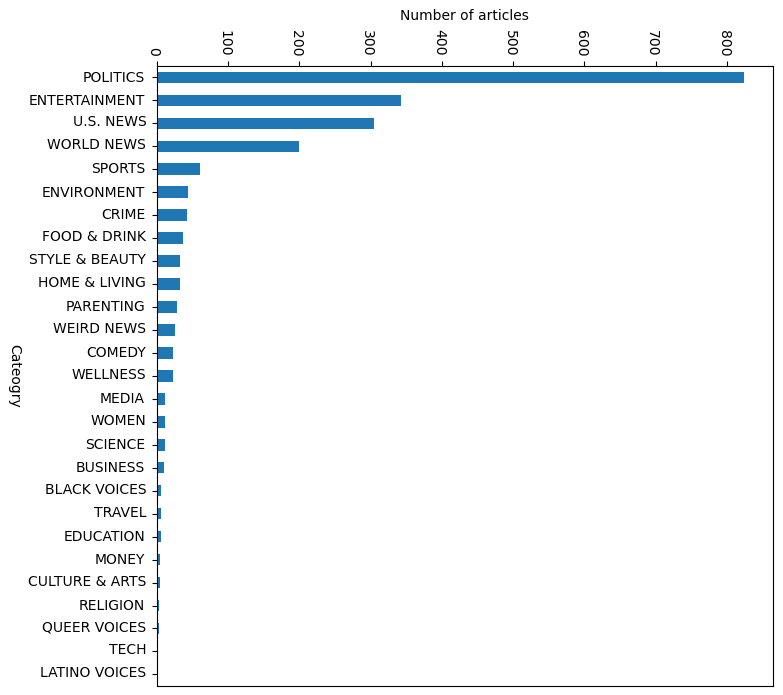 Number of articles
0
100
200
300
400
500
600
700
800
POLITICS
ENTERTAINMENT
U.S. NEWS
WORLD NEWS
SPORTS
ENVIRONMENT
CRIME
FOOD & DRINK
STYLE & BEAUTY
HOME & LIVING
PARENTING
WEIRD NEWS
COMEDY
WELLNESS
MEDIA
WOMEN
SCIENCE
BUSINESS
BLACK VOICES
TRAVEL
EDUCATION
MONEY
CULTURE & ARTS
RELIGION
QUEER VOICES
TECH
LATINO VOICES
Cateogry